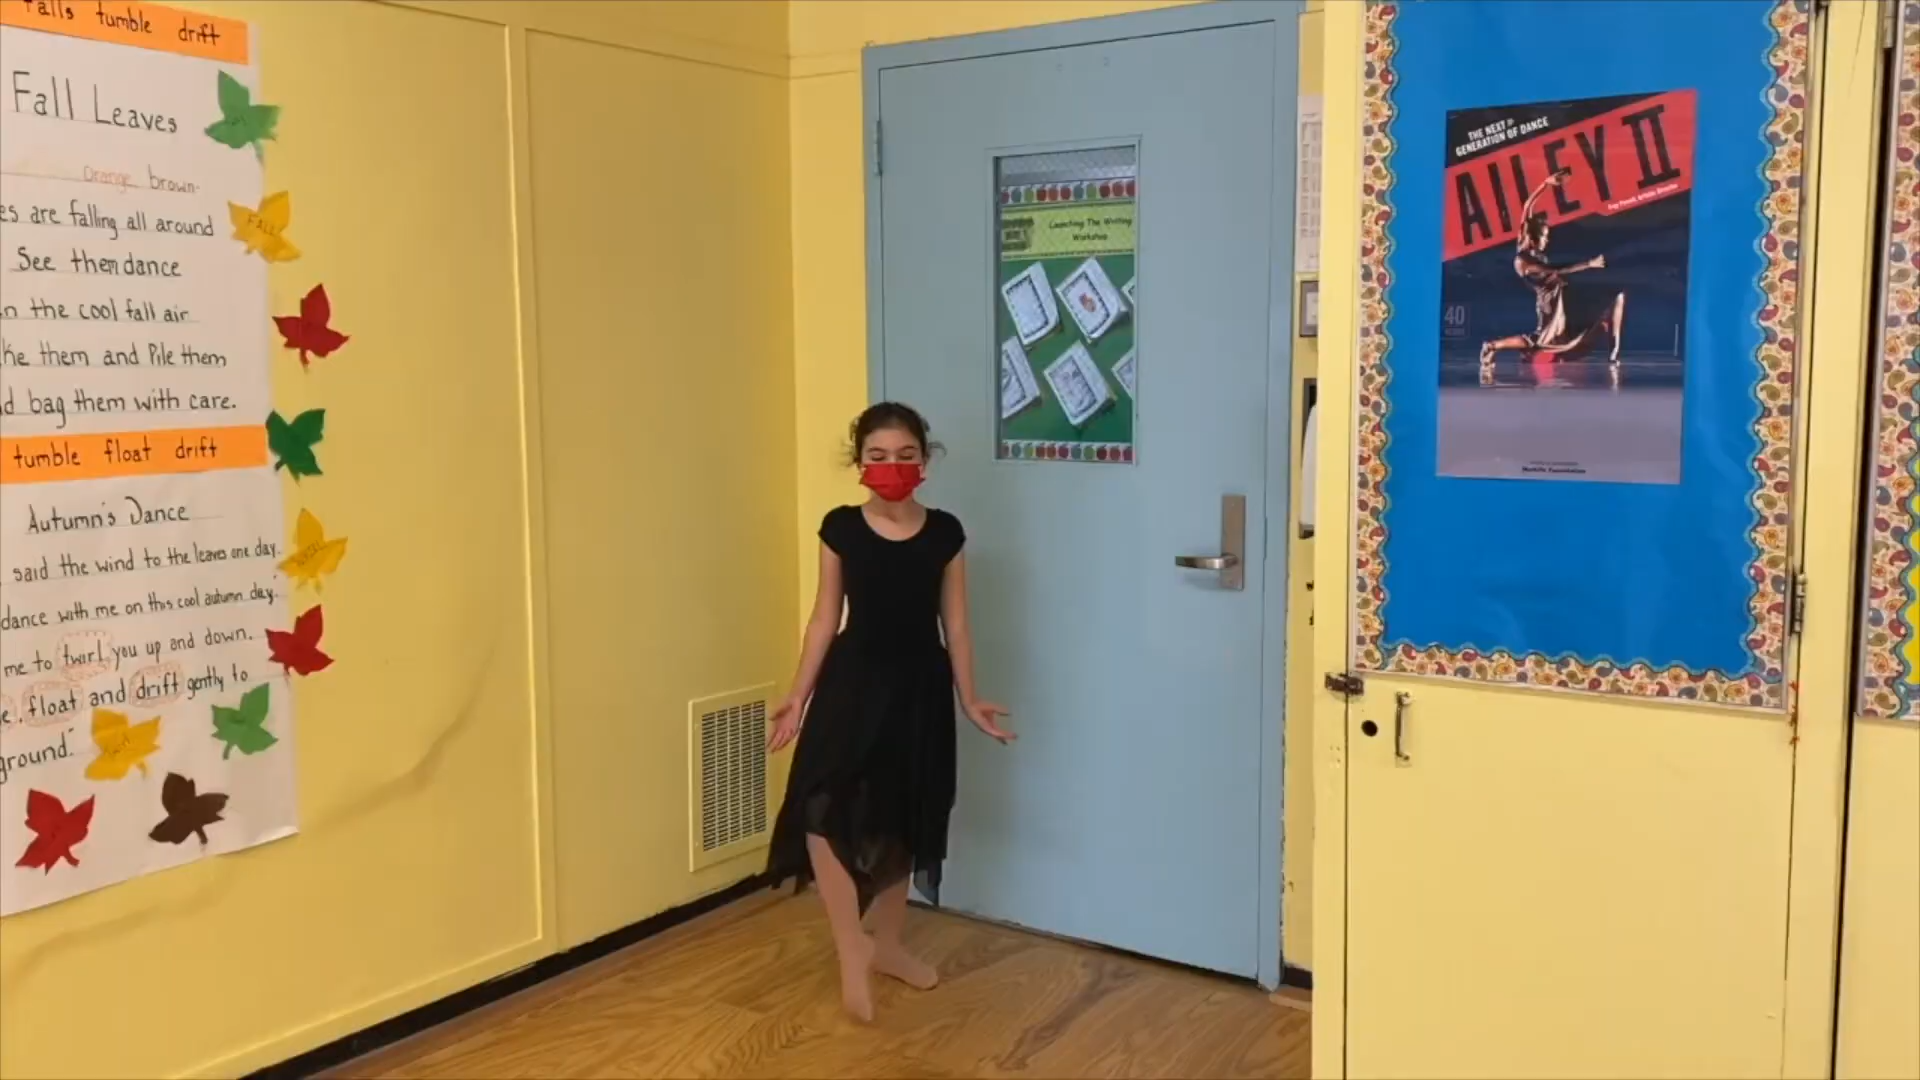 falls tumble drift
Fall Leaves
Orange brown
es are falling all around
See them dance
n the cool fall air
ke them and Pile them
d bag them with care.
tumble float drift
Autumn's Dance
said the wind to the leaves one day.
dance with me on this cool autumn day."
me to twirl you up and down.
e, float and drift gently to
ground."
FALL
Launching The Writing
Workshop
THE NEXT
GENERATION OF DANCE
AILEY II
40